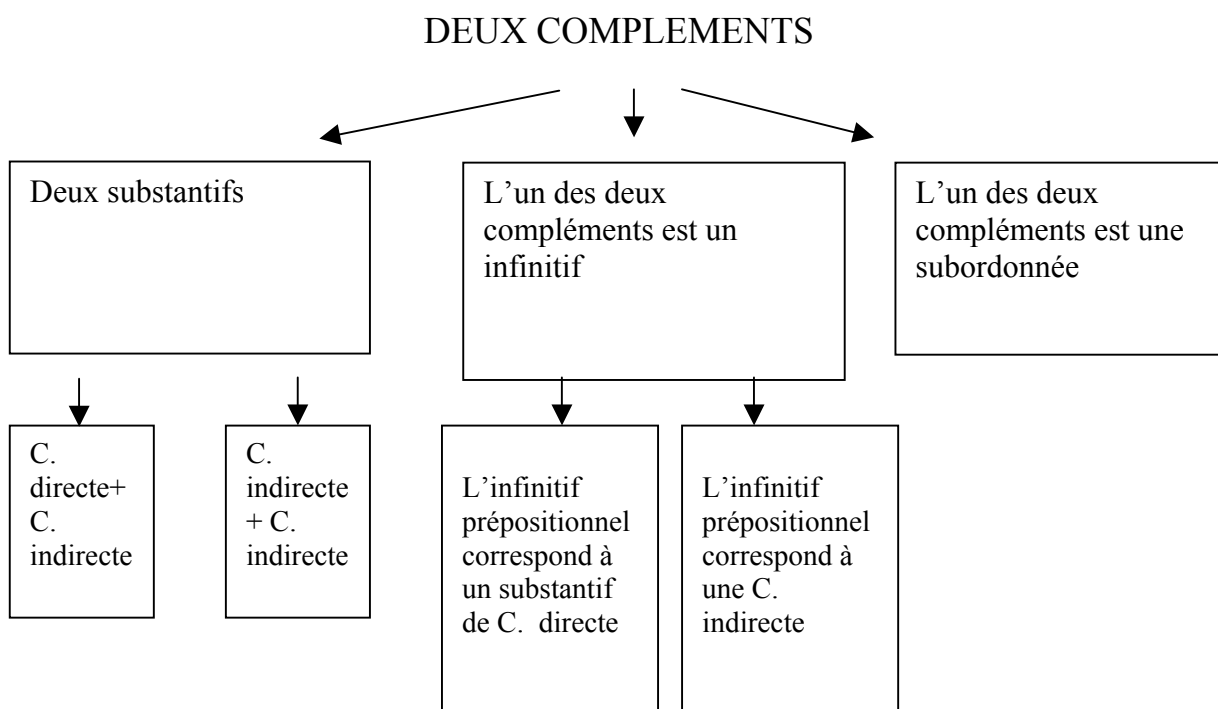 DEUX COMPLEMENTS
Deux substantifs
L’un des deux
compléments est un
infinitif
L’un des deux
compléments est une
subordonnée
C.
directe+
C.
indirecte
C.
indirecte
+ C.
indirecte
L’infinitif
prépositionnel
correspond à
un substantif
de C. directe
L’infinitif
prépositionnel
correspond à
une C.
indirecte